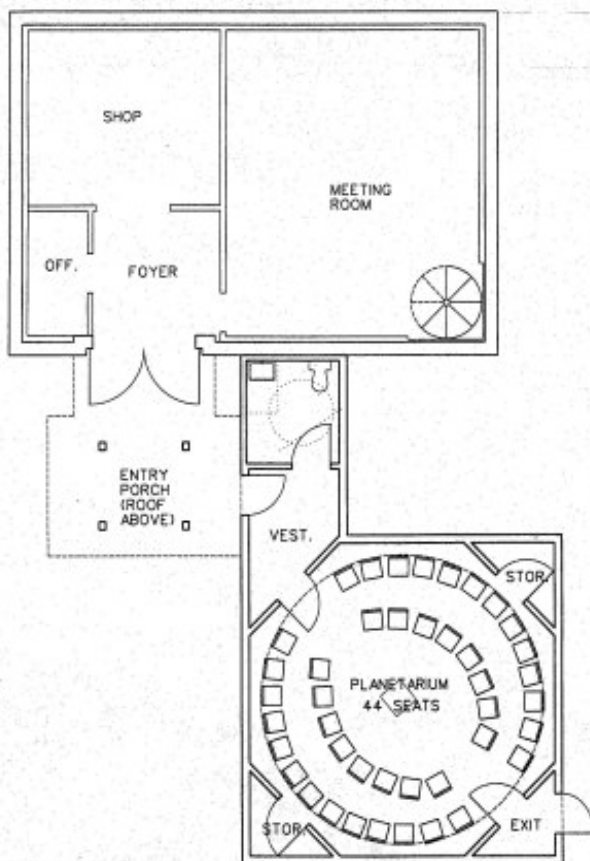 SHOP
MEETING
ROOM
OFF.
FOYER
ENTRY
PORCH
(ROOF
ABOVE)
VEST.
STOR.
PLANETARIUM
44 SEATS
STOR.
EXIT